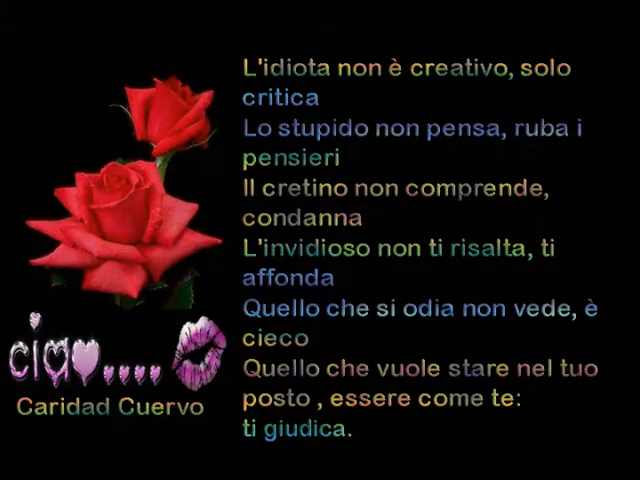 L'idiota non è creativo, solo
critica
Lo stupido non pensa, ruba i
pensieri
Il cretino non comprende,
condanna
L'invidioso non ti risalta, ti
affonda
Quello che si odia non vede, è
cieco
Quello che vuole stare nel tuo
posto , essere come te:
ti giudica.
ciao....
Caridad Cuervo